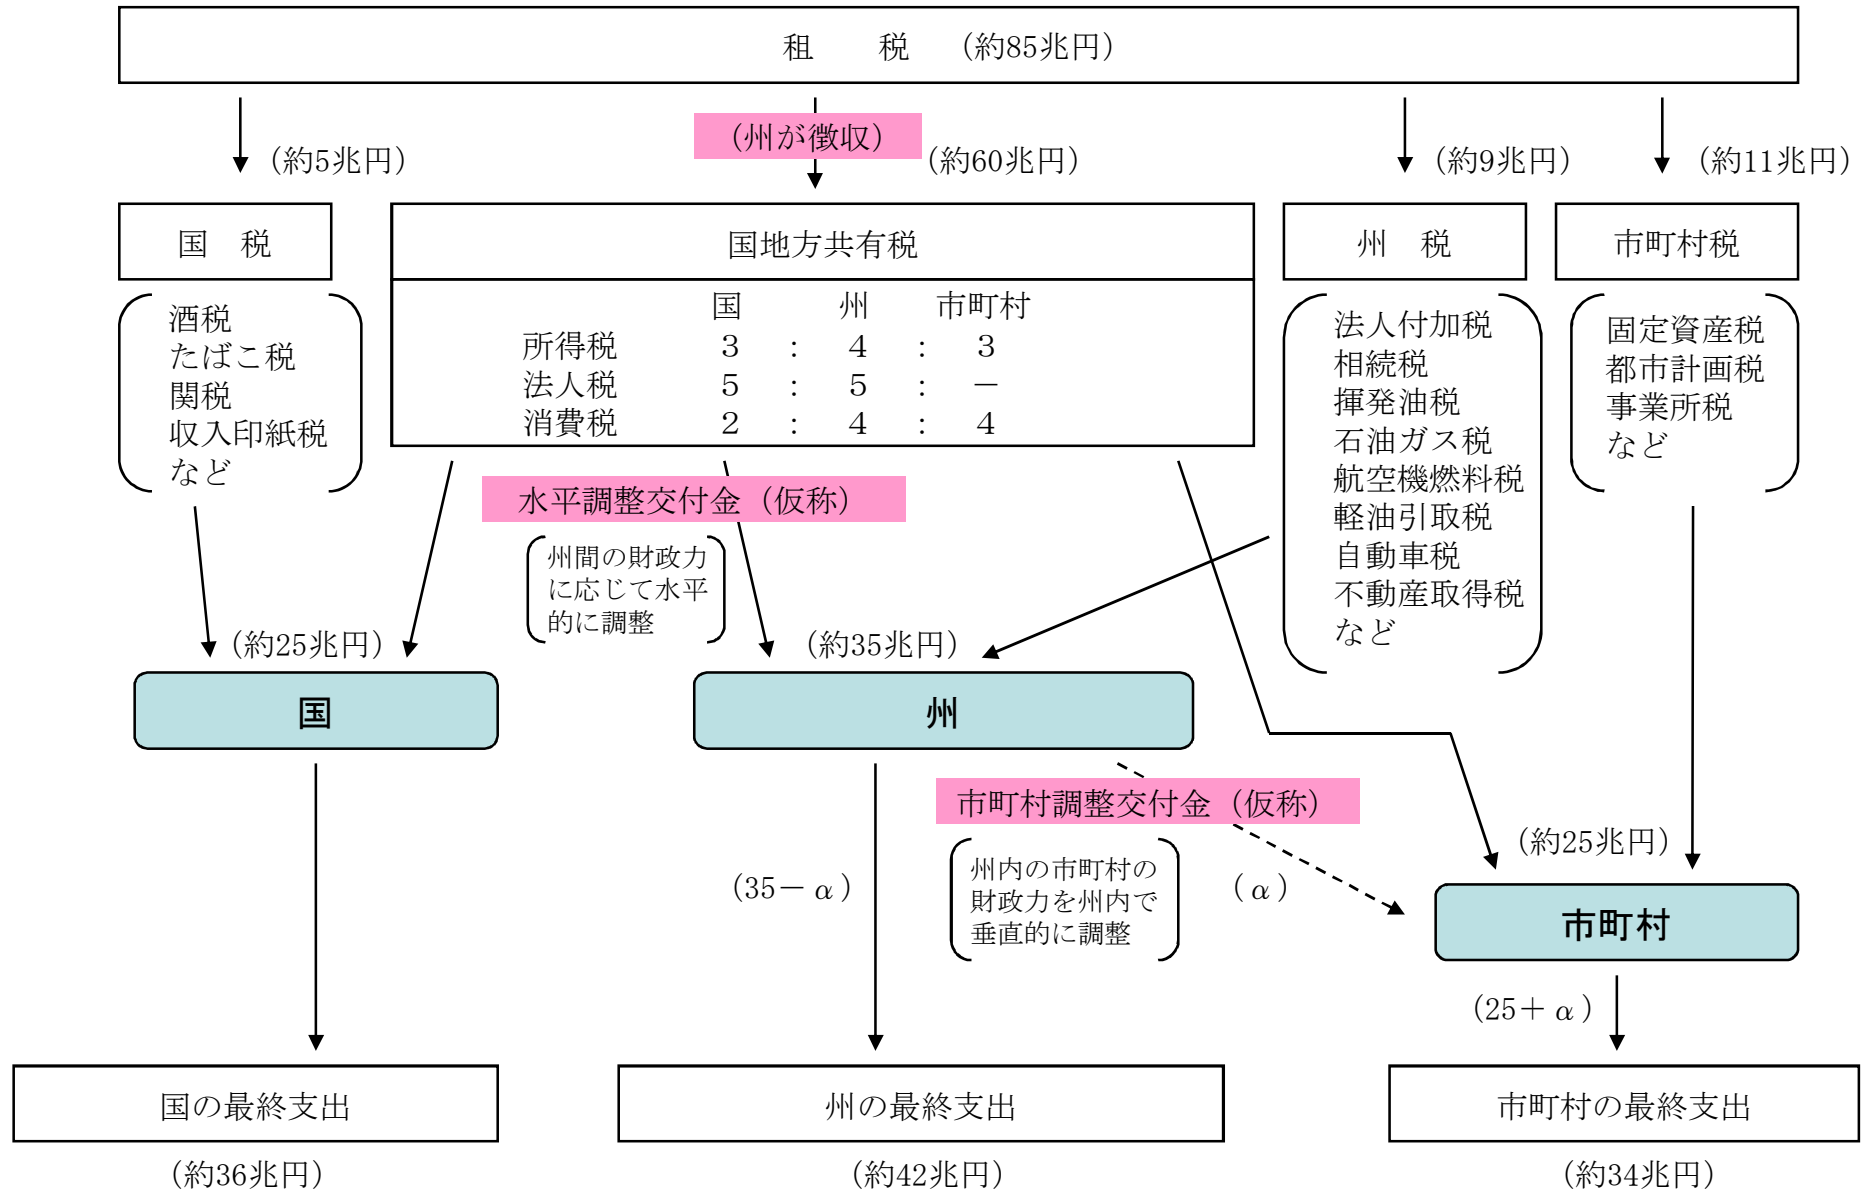 租　　税　（約85兆円）
（州が徴収）
（約5兆円）
（約60兆円）
（約9兆円）
（約11兆円）
国　税
国地方共有税
州　税
市町村税
酒税
たばこ税
関税
収入印紙税
など
国　州　市町村
所得税　3　：　4　：　3
法人税　5　：　5　：　－
消費税　2　：　4　：　4
法人付加税
相続税
揮発油税
石油ガス税
航空機燃料税
軽油引取税
自動車税
不動産取得税
など
固定資産税
都市計画税
事業所税
など
水平調整交付金（仮称）
州間の財政力
に応じて水平
的に調整
（約25兆円）
（約35兆円）
国
州
市町村調整交付金（仮称）
州内の市町村の
財政力を州内で
垂直的に調整
（35－α）
（α）
（約25兆円）
市町村
（25＋α）
国の最終支出
州の最終支出
市町村の最終支出
（約36兆円）
（約42兆円）
（約34兆円）